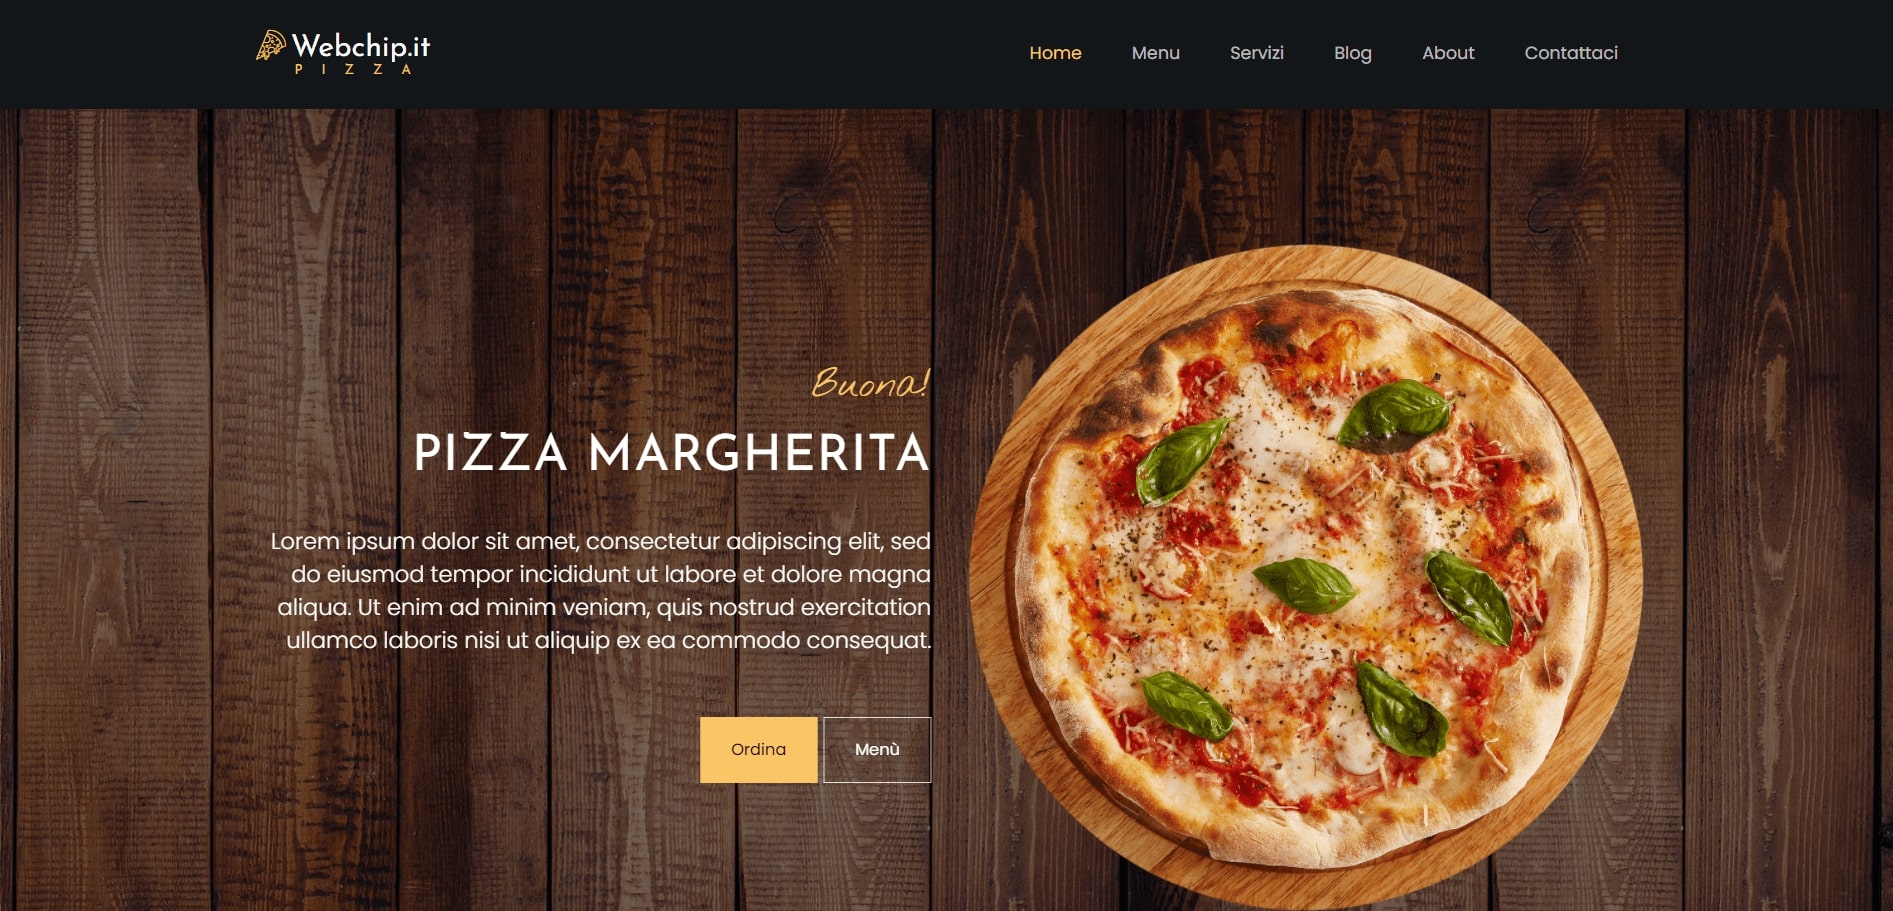 Webchip.it
PIZZA
Home Menu Servizi Blog About Contattaci
Buona!
PIZZA MARGHERITA
Lorem ipsum dolor sit amet, consectetur adipiscing elit, sed
do eiusmod tempor incididunt ut labore et dolore magna
aliqua. Ut enim ad minim veniam, quis nostrud exercitation
ullamco laboris nisi ut aliquip ex ea commodo consequat.
Ordina Menù